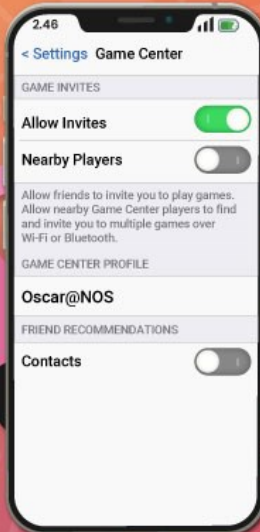 2.46
< Settings Game Center
GAME INVITES
Allow Invites
Nearby Players
Allow friends to invite you to play games.
Allow nearby Game Center players to find
and invite you to multiple games over
Wi-Fi or Bluetooth.
GAME CENTER PROFILE
Oscar@NOS
FRIEND RECOMMENDATIONS
Contacts